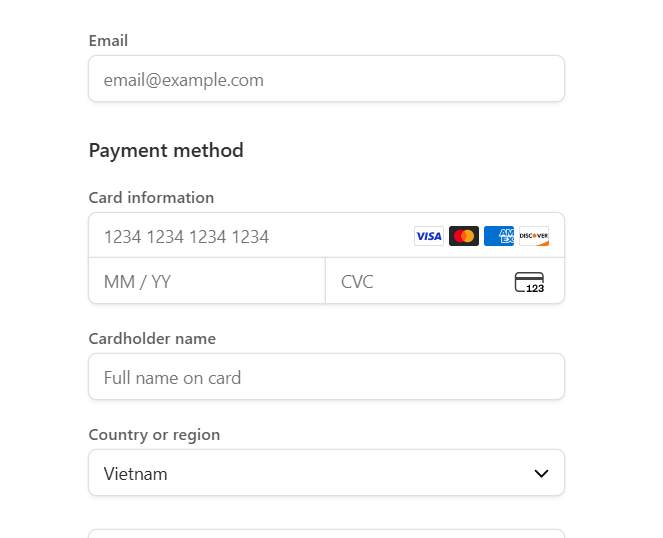 Email
email@example.com
Payment method
Card information
1234 1234 1234 1234 VISA AMEX DISCOVER
MM / YY CVC 123
Cardholder name
Full name on card
Country or region
Vietnam